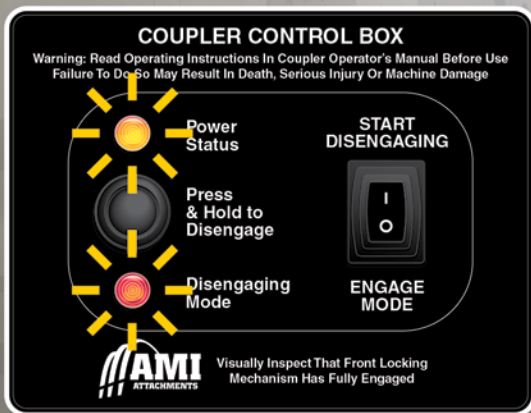 COUPLER CONTROL BOX
Warning: Read Operating Instructions In Coupler Operator's Manual Before Use
Failure To Do So May Result In Death, Serious Injury Or Machine Damage
Power
Status
START
DISENGAGING
Press
& Hold to
Disengage
I
O
Disengaging
Mode
ENGAGE
MODE
AMI
ATTACHMENTS
Visually Inspect That Front Locking
Mechanism Has Fully Engaged